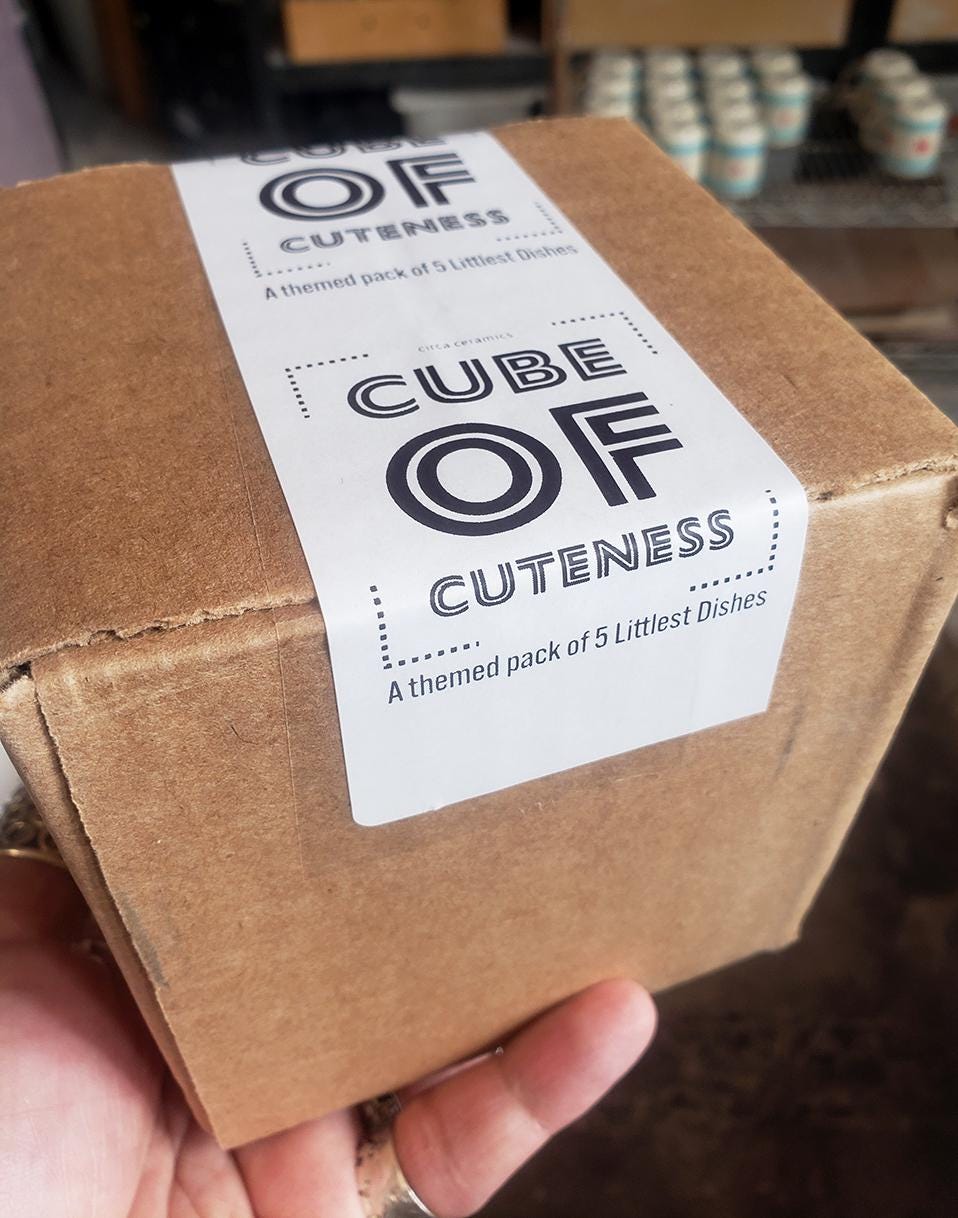 CUBE
OF
CUTENESS
A themed pack of 5 Littlest Dishes
circa ceramics
CUBE
OF
CUTENESS
A themed pack of 5 Littlest Dishes